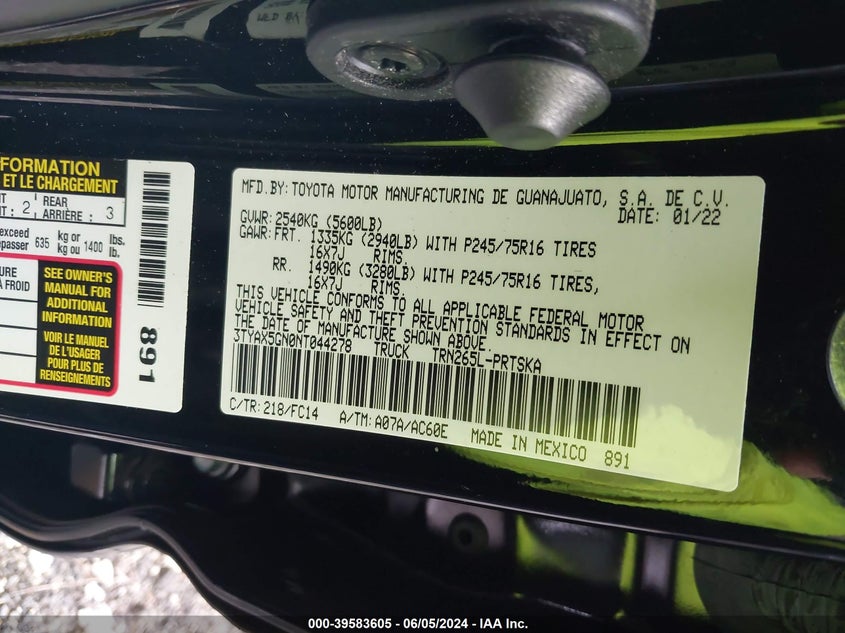 FORMATION
ET LE CHARGEMENT
2 REAR
ARRIÈRE : 3
exceed
635 kg or 1400 lbs.
kg ou lb.
À FROID
SEE OWNER'S
MANUAL FOR
ADDITIONAL
INFORMATION
VOIR LE MANUEL
DE L'USAGER
POUR PLUS DE
RENSEIGNEMENTS
891
MFD.BY: TOYOTA MOTOR MANUFACTURING DE GUANAJUATO, S.A. DE C.V.
DATE: 01/22
GVWR: 2540KG (5600LB)
GAWR: FRT. 1335KG (2940LB) WITH P245/75R16 TIRES
16X7J RIMS.
RR. 1490KG (3280LB) WITH P245/75R16 TIRES,
16X7J RIMS.
THIS VEHICLE CONFORMS TO ALL APPLICABLE FEDERAL MOTOR
VEHICLE SAFETY AND THEFT PREVENTION STANDARDS IN EFFECT ON
THE DATE OF MANUFACTURE SHOWN ABOVE.
3TYAX5GN0NT044278 TRUCK TRN265L-PRTSKA
C/TR: 218/FC14 A/TM: A07A/AC60E MADE IN MEXICO 891
000-39583605 - 06/05/2024 - IAA Inc.